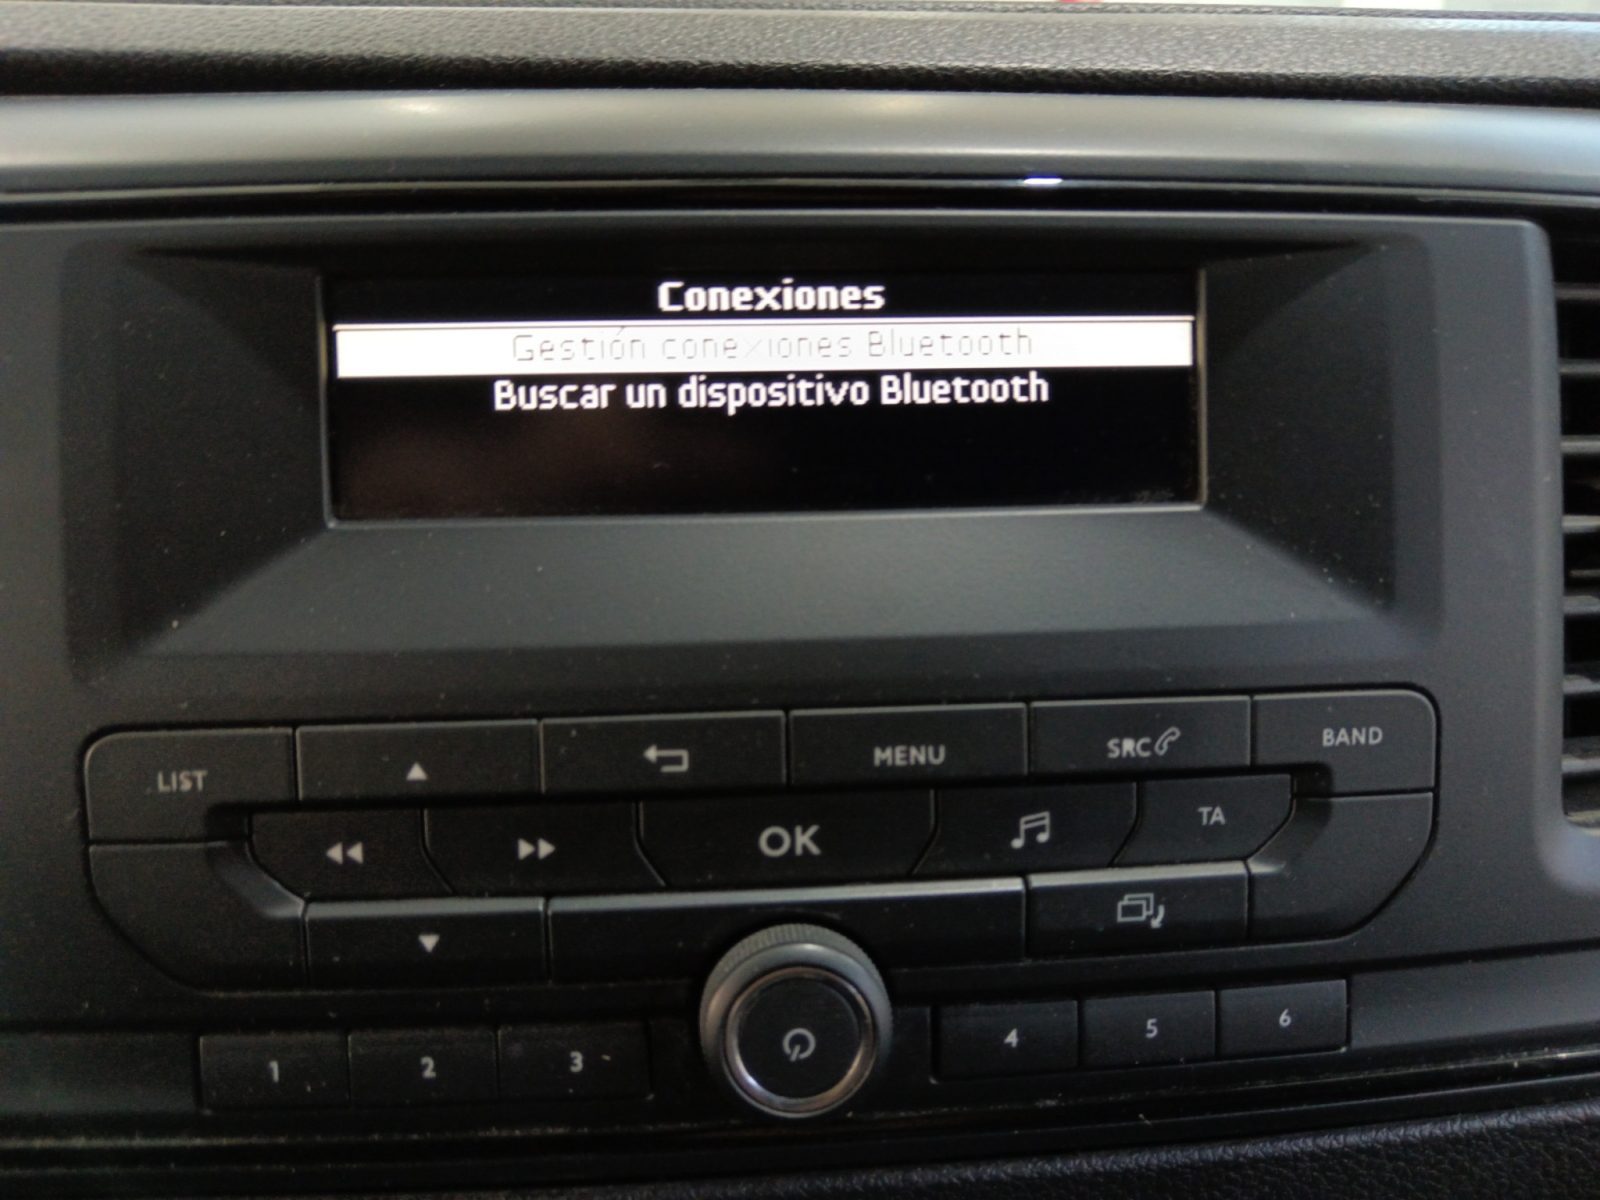 Conexiones
Gestión conexiones Bluetooth
Buscar un dispositivo Bluetooth
LIST
MENU
SRC
BAND
OK
TA
1
2
3
4
5
6